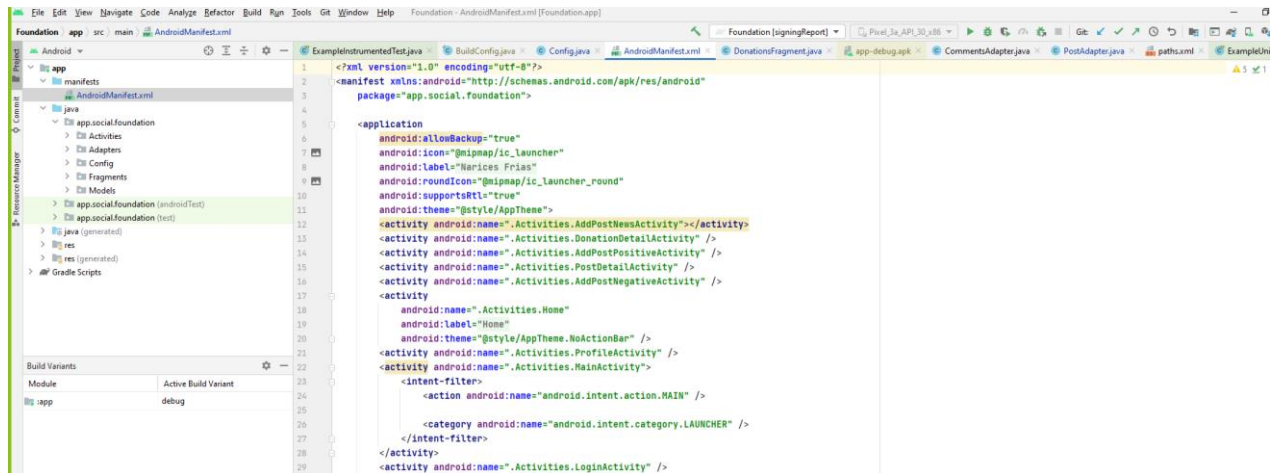 File Edit View Navigate Code Analyze Refactor Build Run Tools Git Window Help Foundation - AndroidManifest.xml [Foundation.app]
Foundation app src main AndroidManifest.xml Foundation [signingReport] Pixel_3a_API_30_x86 Git:
Android
ExampleInstrumentedTest.java BuildConfig.java Config.java AndroidManifest.xml DonationsFragment.java app-debug.apk CommentsAdapter.java PostAdapter.java paths.xml ExampleUni
Project
Commit
Resource Manager
app
manifests
AndroidManifest.xml
java
app.social.foundation
Activities
Adapters
Config
Fragments
Models
app.social.foundation (androidTest)
app.social.foundation (test)
java (generated)
res
res (generated)
Gradle Scripts
Build Variants
Module Active Build Variant
:app debug
5 1
1 <?xml version="1.0" encoding="utf-8"?>
2 <manifest xmlns:android="http://schemas.android.com/apk/res/android"
3 package="app.social.foundation">
4
5 <application
6 android:allowBackup="true"
7 android:icon="@mipmap/ic_launcher"
8 android:label="Narices Frias"
9 android:roundIcon="@mipmap/ic_launcher_round"
10 android:supportsRtl="true"
11 android:theme="@style/AppTheme">
12 <activity android:name=".Activities.AddPostNewsActivity"></activity>
13 <activity android:name=".Activities.DonationDetailActivity" />
14 <activity android:name=".Activities.AddPostPositiveActivity" />
15 <activity android:name=".Activities.PostDetailActivity" />
16 <activity android:name=".Activities.AddPostNegativeActivity" />
17 <activity
18 android:name=".Activities.Home"
19 android:label="Home"
20 android:theme="@style/AppTheme.NoActionBar" />
21 <activity android:name=".Activities.ProfileActivity" />
22 <activity android:name=".Activities.MainActivity">
23 <intent-filter>
24 <action android:name="android.intent.action.MAIN" />
25
26 <category android:name="android.intent.category.LAUNCHER" />
27 </intent-filter>
28 </activity>
29 <activity android:name=".Activities.LoginActivity" />